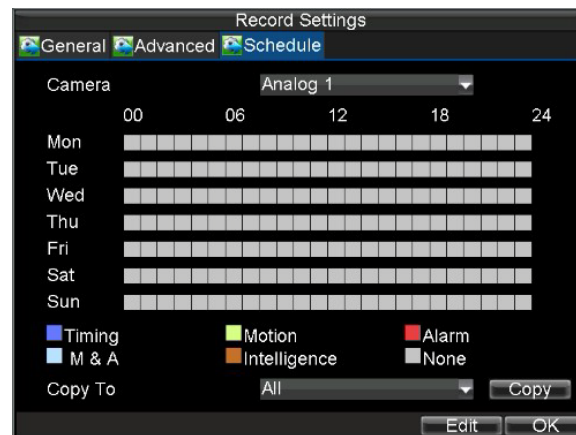 Record Settings
General Advanced Schedule
Camera Analog 1
00 06 12 18 24
Mon
Tue
Wed
Thu
Fri
Sat
Sun
Timing Motion Alarm
M & A Intelligence None
Copy To All Copy
Edit OK